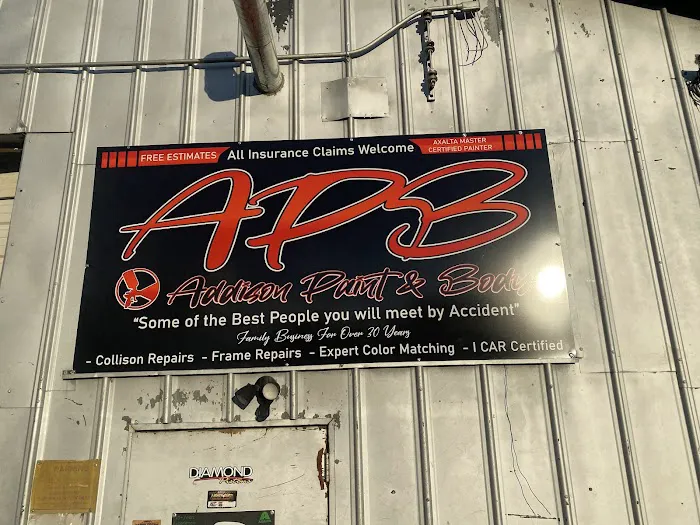 FREE ESTIMATES All Insurance Claims Welcome AXALTA MASTER
CERTIFIED PAINTER
APB
Addison Paint & Body
"Some of the Best People you will meet by Accident"
Family Business For Over 30 Years
- Collison Repairs - Frame Repairs - Expert Color Matching - I CAR Certified
DIAMOND